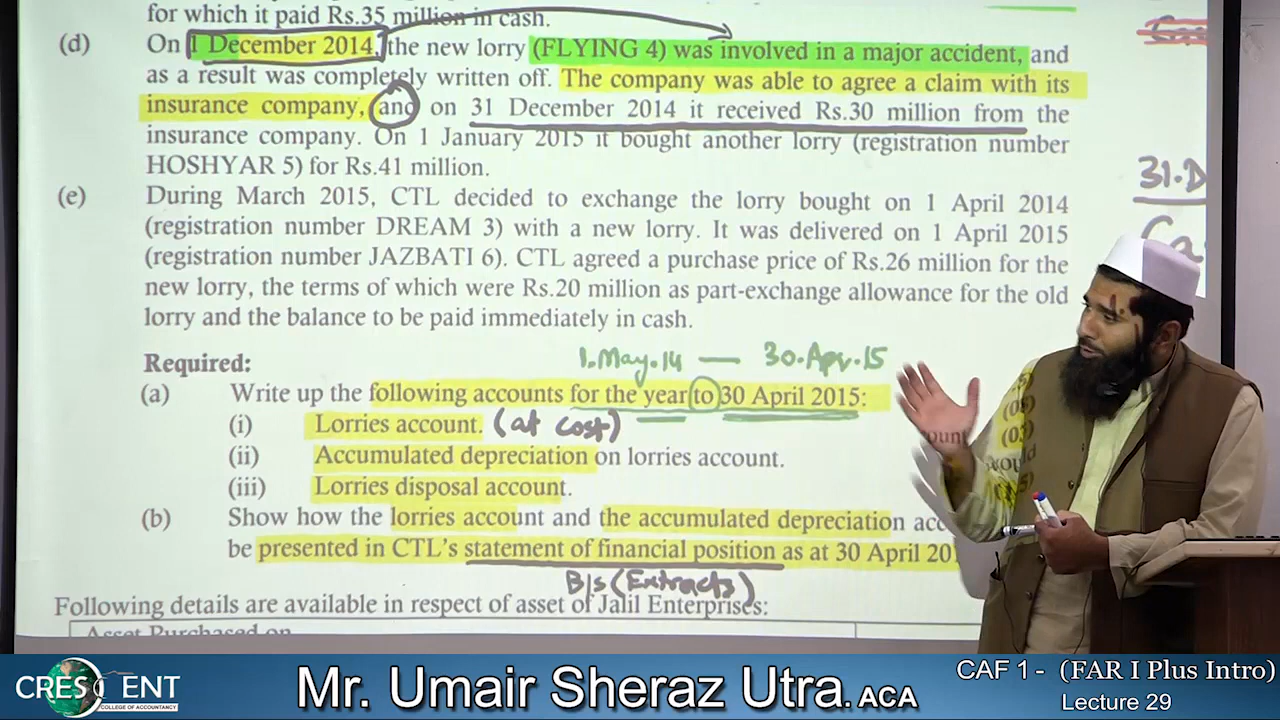 for which it paid Rs.35 million in cash.
(d) On 1 December 2014, the new lorry (FLYING 4) was involved in a major accident, and
as a result was completely written off. The company was able to agree a claim with its
insurance company, and on 31 December 2014 it received Rs.30 million from the
insurance company. On 1 January 2015 it bought another lorry (registration number
HOSHYAR 5) for Rs.41 million.
31.D
Ca
(e) During March 2015, CTL decided to exchange the lorry bought on 1 April 2014
(registration number DREAM 3) with a new lorry. It was delivered on 1 April 2015
(registration number JAZBATI 6). CTL agreed a purchase price of Rs.26 million for the
new lorry, the terms of which were Rs.20 million as part-exchange allowance for the old
lorry and the balance to be paid immediately in cash.
Required: 1.May.14 — 30.Apr.15
(a) Write up the following accounts for the year to 30 April 2015:
(i) Lorries account. (at cost)
(ii) Accumulated depreciation on lorries account.
(iii) Lorries disposal account.
(b) Show how the lorries account and the accumulated depreciation acc
be presented in CTL's statement of financial position as at 30 April 201
B/s (Extracts)
Following details are available in respect of asset of Jalil Enterprises:
Asset Purchased on
CRESCENT
COLLEGE OF ACCOUNTANCY
Mr. Umair Sheraz Utra. ACA
CAF 1 - (FAR I Plus Intro)
Lecture 29